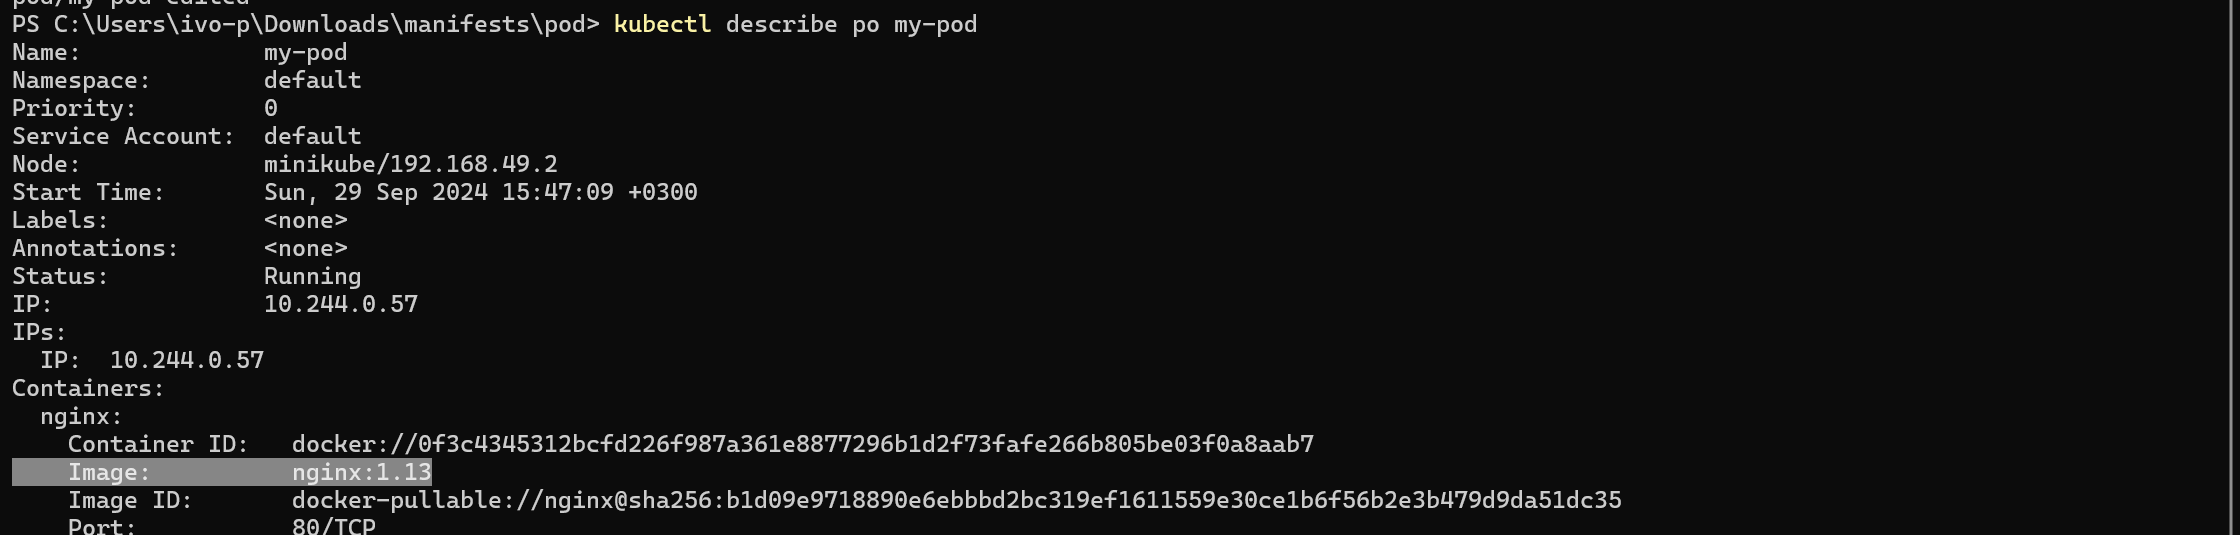 pod/my-pod edited
PS C:\Users\ivo-p\Downloads\manifests\pod> kubectl describe po my-pod
Name:             my-pod
Namespace:        default
Priority:         0
Service Account:  default
Node:             minikube/192.168.49.2
Start Time:       Sun, 29 Sep 2024 15:47:09 +0300
Labels:           <none>
Annotations:      <none>
Status:           Running
IP:               10.244.0.57
IPs:
  IP:  10.244.0.57
Containers:
  nginx:
    Container ID:   docker://0f3c4345312bcfd226f987a361e8877296b1d2f73fafe266b805be03f0a8aab7
    Image:          nginx:1.13
    Image ID:       docker-pullable://nginx@sha256:b1d09e9718890e6ebbbd2bc319ef1611559e30ce1b6f56b2e3b479d9da51dc35
    Port:           80/TCP